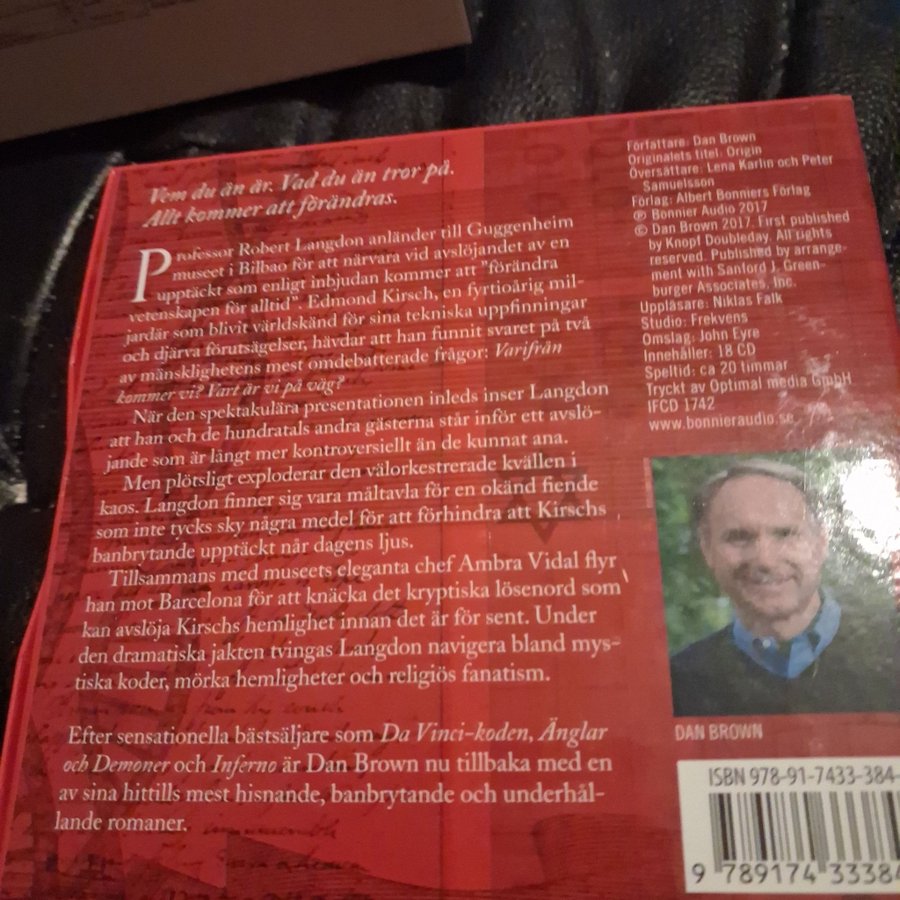 Vem du än är. Vad du än tror på.
Allt kommer att förändras.
Professor Robert Langdon anländer till Guggenheim
museet i Bilbao för att närvara vid avslöjandet av en
upptäckt som enligt inbjudan kommer att "förändra
vetenskapen för alltid". Edmond Kirsch, en fyrtioårig mil-
jardär som blivit världskänd för sina tekniska uppfinningar
och djärva förutsägelser, hävdar att han funnit svaret på två
av mänsklighetens mest omdebatterade frågor: Varifrån
kommer vi? Vart är vi på väg?
När den spektakulära presentationen inleds inser Langdon
att han och de hundratals andra gästerna står inför ett avslö-
jande som är långt mer kontroversiellt än de kunnat ana.
Men plötsligt exploderar den välorkestrerade kvällen i
kaos. Langdon finner sig vara måltavla för en okänd fiende
som inte tycks sky några medel för att förhindra att Kirschs
banbrytande upptäckt når dagens ljus.
Tillsammans med museets eleganta chef Ambra Vidal flyr
han mot Barcelona för att knäcka det kryptiska lösenord som
kan avslöja Kirschs hemlighet innan det är för sent. Under
den dramatiska jakten tvingas Langdon navigera bland mys-
tiska koder, mörka hemligheter och religiös fanatism.
Efter sensationella bästsäljare som Da Vinci-koden, Änglar
och Demoner och Inferno är Dan Brown nu tillbaka med en
av sina hittills mest hisnande, banbrytande och underhål-
lande romaner.
Författare: Dan Brown
Originalets titel: Origin
Översättare: Lena Karlin och Peter
Samuelsson
Förlag: Albert Bonniers Förlag
℗ Bonnier Audio 2017
© Dan Brown 2017. First published
by Knopf Doubleday. All rights
reserved. Published by arrange-
ment with Sanford J. Green-
burger Associates, Inc.
Uppläsare: Niklas Falk
Studio: Frekvens
Omslag: John Eyre
Innehåller: 18 CD
Speltid: ca 20 timmar
Tryckt av Optimal media GmbH
IFCD 1742
www.bonnieraudio.se
DAN BROWN
ISBN 978-91-7433-384-
9 789174 33384